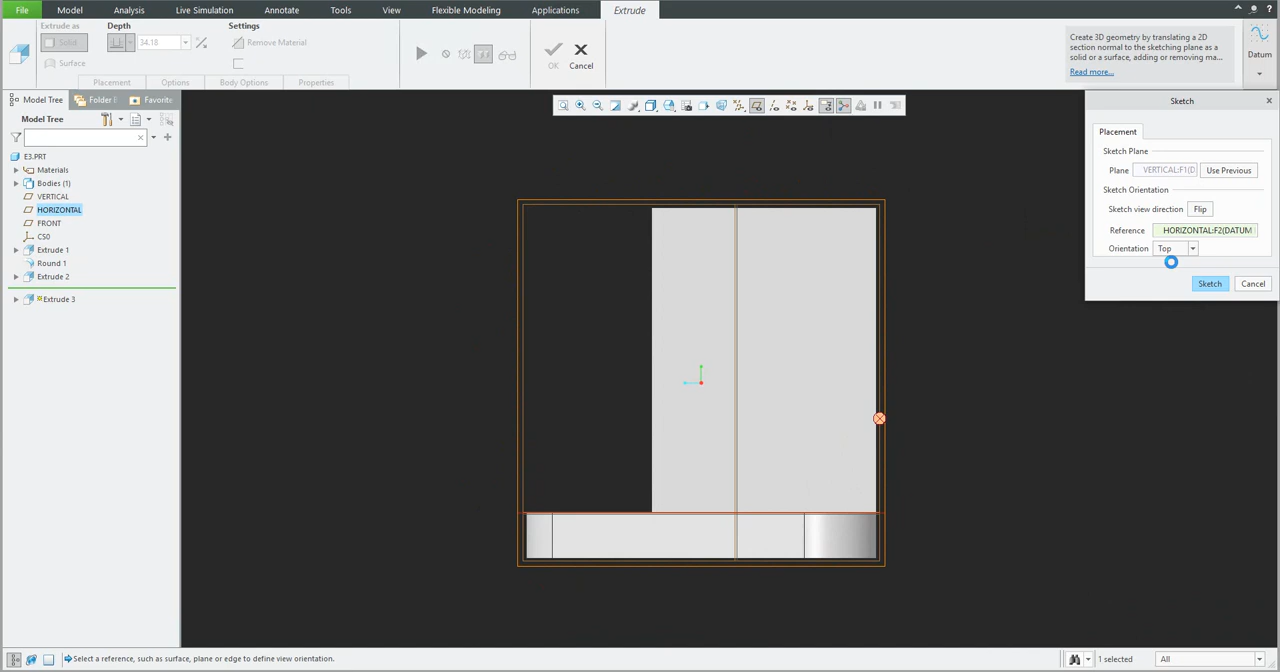 File Model Analysis Live Simulation Annotate Tools View Flexible Modeling Applications Extrude
Extrude as Depth Settings
Solid 34.18 Remove Material
Surface
OK Cancel
Placement Options Body Options Properties
Create 3D geometry by translating a 2D
section normal to the sketching plane as
a solid or a surface, adding or removing ma...
Read more...
Datum
Model Tree Folder Favorite
Model Tree
E3.PRT
Materials
Bodies (1)
VERTICAL
HORIZONTAL
FRONT
CS0
Extrude 1
Round 1
Extrude 2
Extrude 3
Sketch
Placement
Sketch Plane
Plane VERTICAL:F1(D Use Previous
Sketch Orientation
Sketch view direction Flip
Reference HORIZONTAL:F2(DATUM
Orientation Top
Sketch Cancel
Select a reference, such as surface, plane or edge to define view orientation.
1 selected All